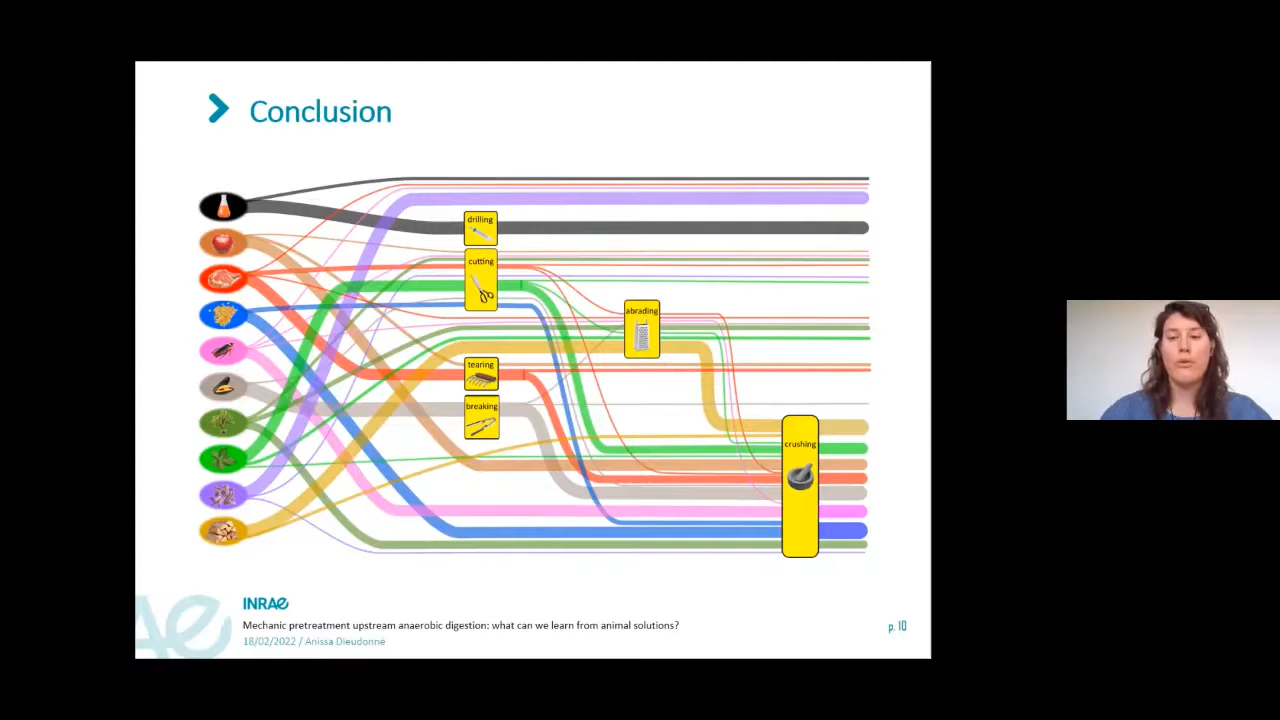 Conclusion
drilling
cutting
abrading
tearing
breaking
crushing
INRAE
Mechanic pretreatment upstream anaerobic digestion: what can we learn from animal solutions?
18/02/2022 / Anissa Dieudonné
p. 10